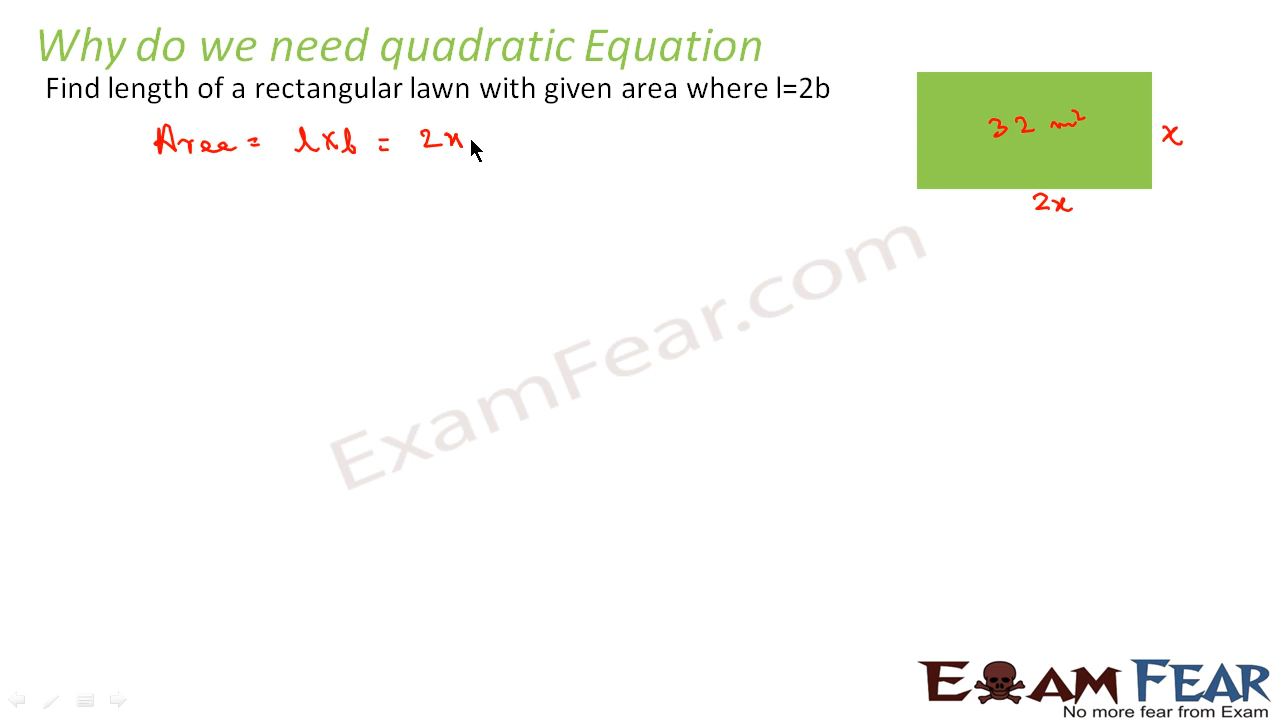 Why do we need quadratic Equation
Find length of a rectangular lawn with given area where l=2b
Area = l x b = 2x
32 m²
x
2x
ExamFear.com
EXAM FEAR
No more fear from Exam